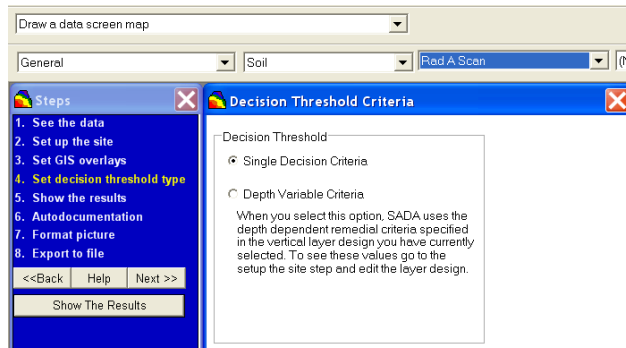 Draw a data screen map
General
Soil
Rad A Scan
Steps
1. See the data
2. Set up the site
3. Set GIS overlays
4. Set decision threshold type
5. Show the results
6. Autodocumentation
7. Format picture
8. Export to file
<<Back
Help
Next >>
Show The Results
Decision Threshold Criteria
Decision Threshold
Single Decision Criteria
Depth Variable Criteria
When you select this option, SADA uses the
depth dependent remedial criteria specified
in the vertical layer design you have currently
selected. To see these values go to the
setup the site step and edit the layer design.